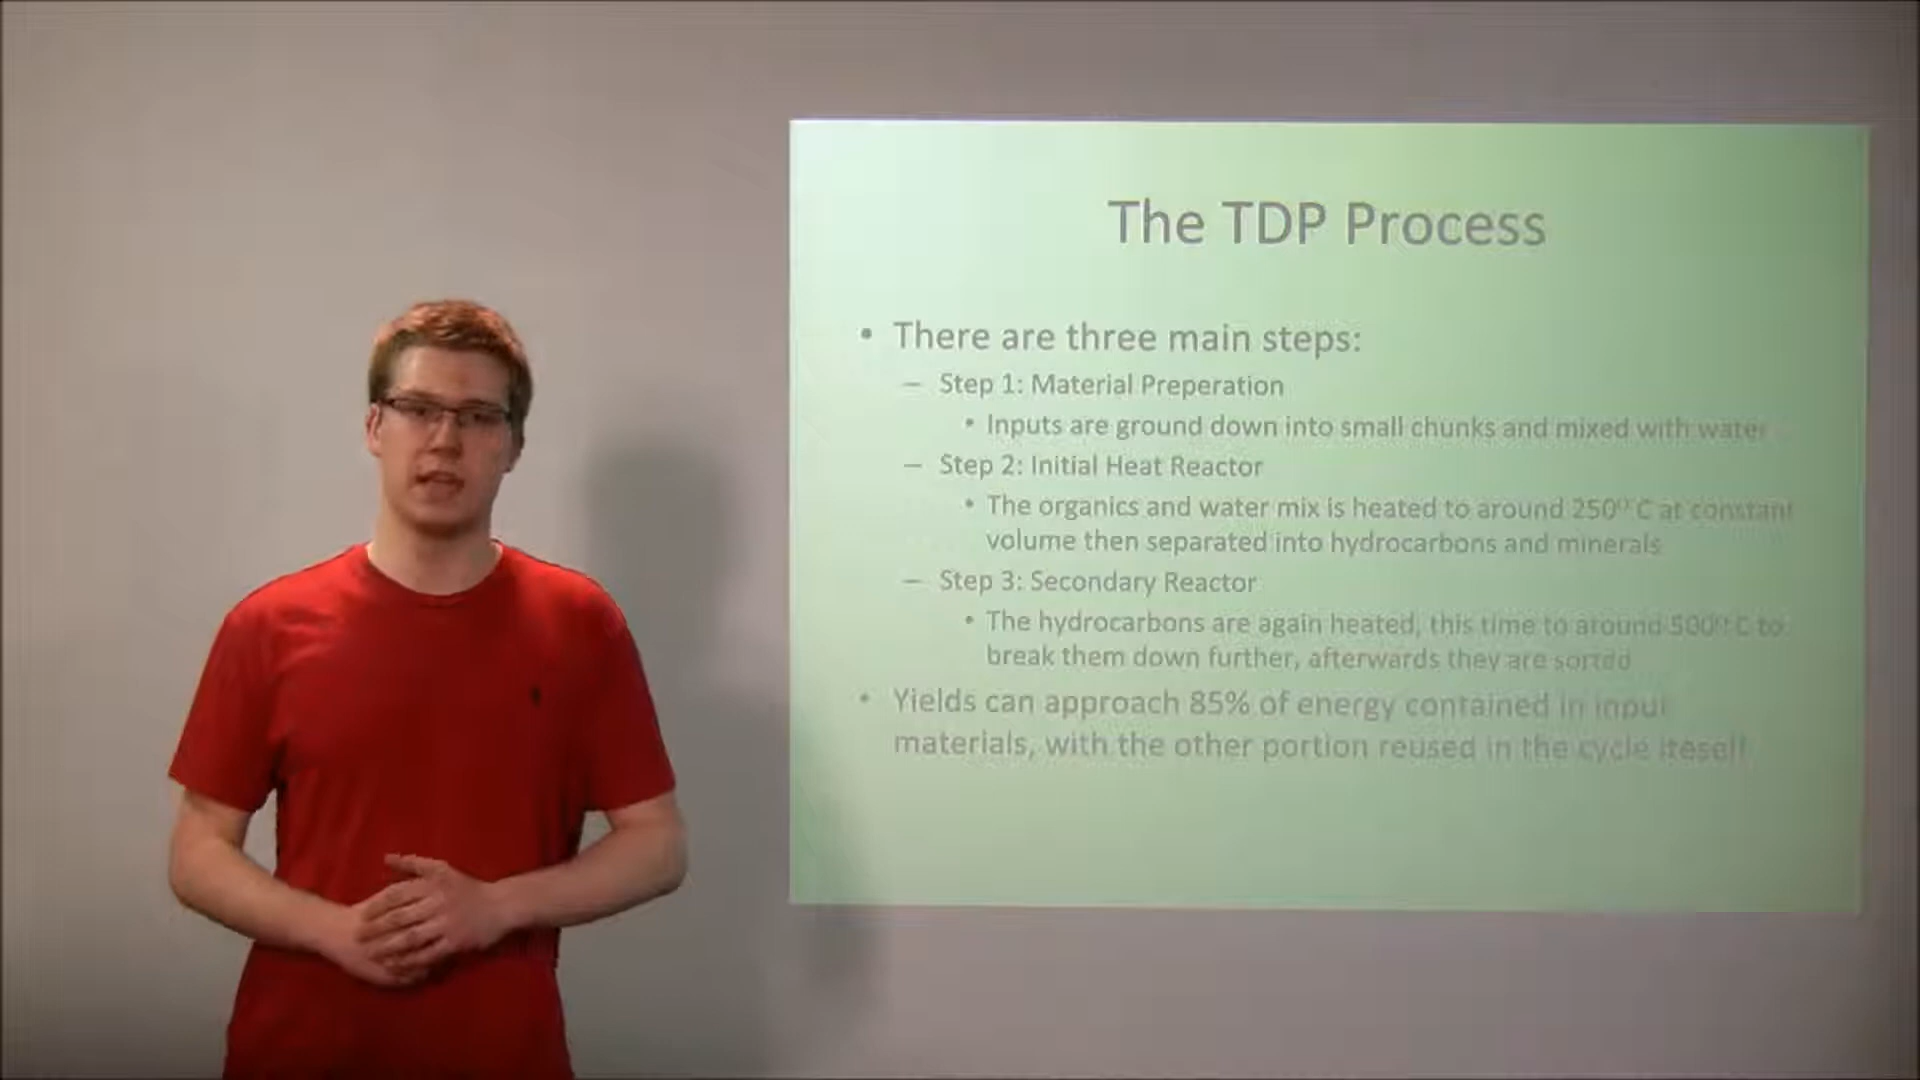 The TDP Process
• There are three main steps:
– Step 1: Material Preperation
• Inputs are ground down into small chunks and mixed with water
– Step 2: Initial Heat Reactor
• The organics and water mix is heated to around 250⁰ C at constant
volume then separated into hydrocarbons and minerals
– Step 3: Secondary Reactor
• The hydrocarbons are again heated, this time to around 500⁰ C to
break them down further, afterwards they are sortdd
• Yields can approach 85% of energy contained in input
materials, with the other portion reused in the cycle iteself